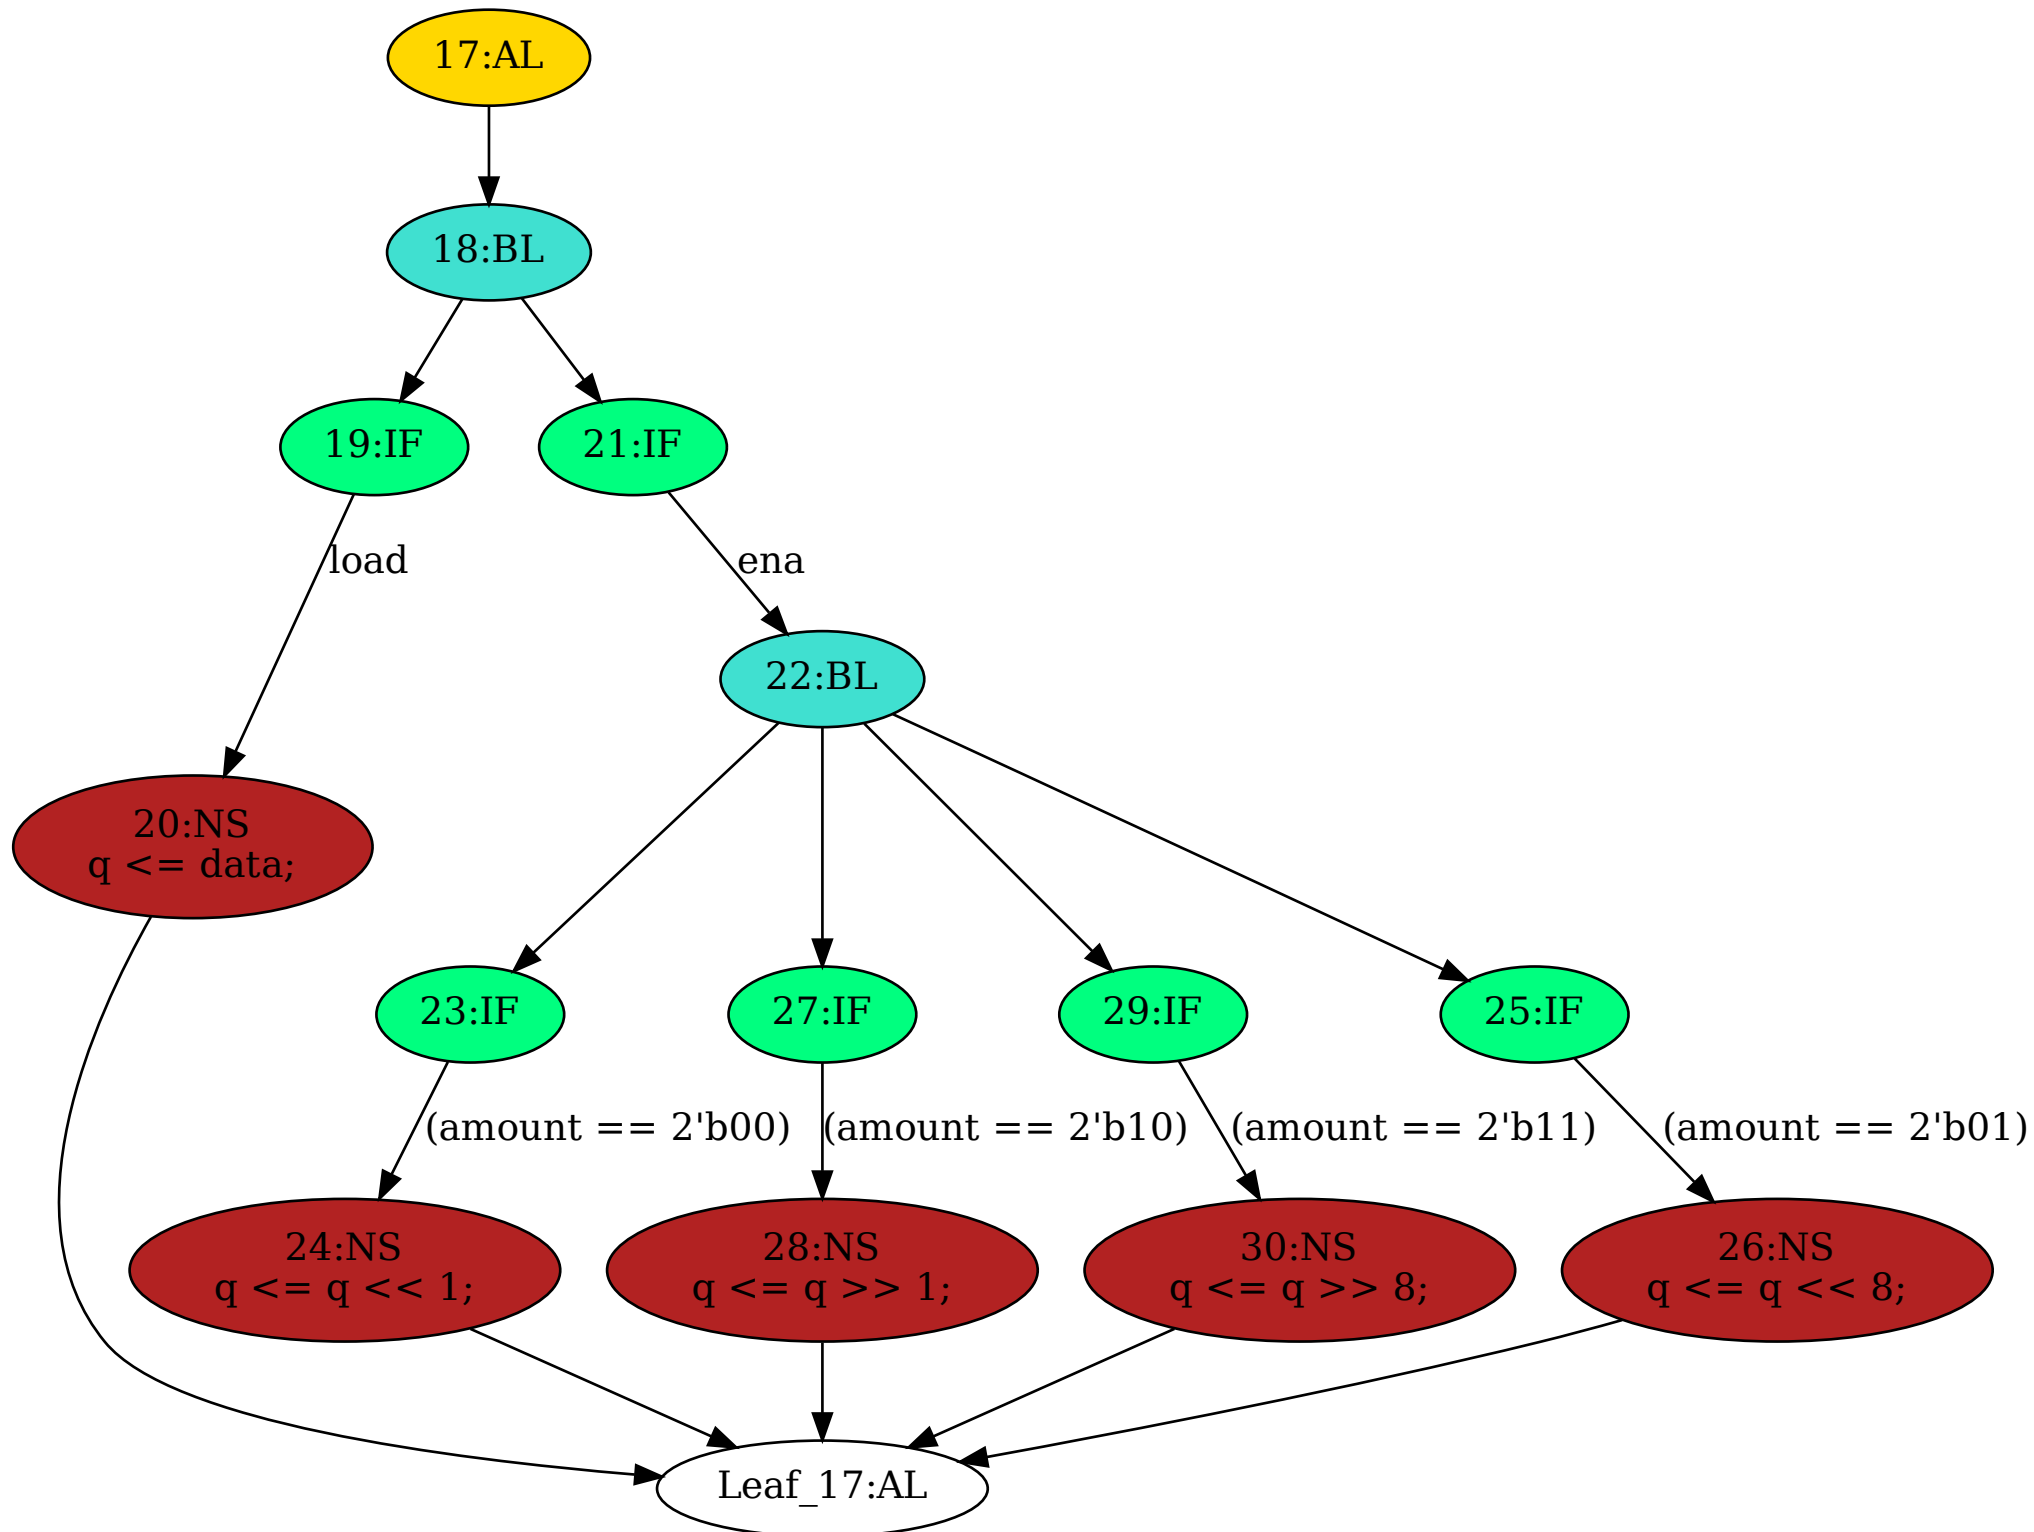 17:AL
18:BL
19:IF
21:IF
load
ena
22:BL
20:NS
q <= data;
23:IF
27:IF
29:IF
25:IF
(amount == 2'b00)
(amount == 2'b10)
(amount == 2'b11)
(amount == 2'b01)
24:NS
q <= q << 1;
28:NS
q <= q >> 1;
30:NS
q <= q >> 8;
26:NS
q <= q << 8;
Leaf_17:AL